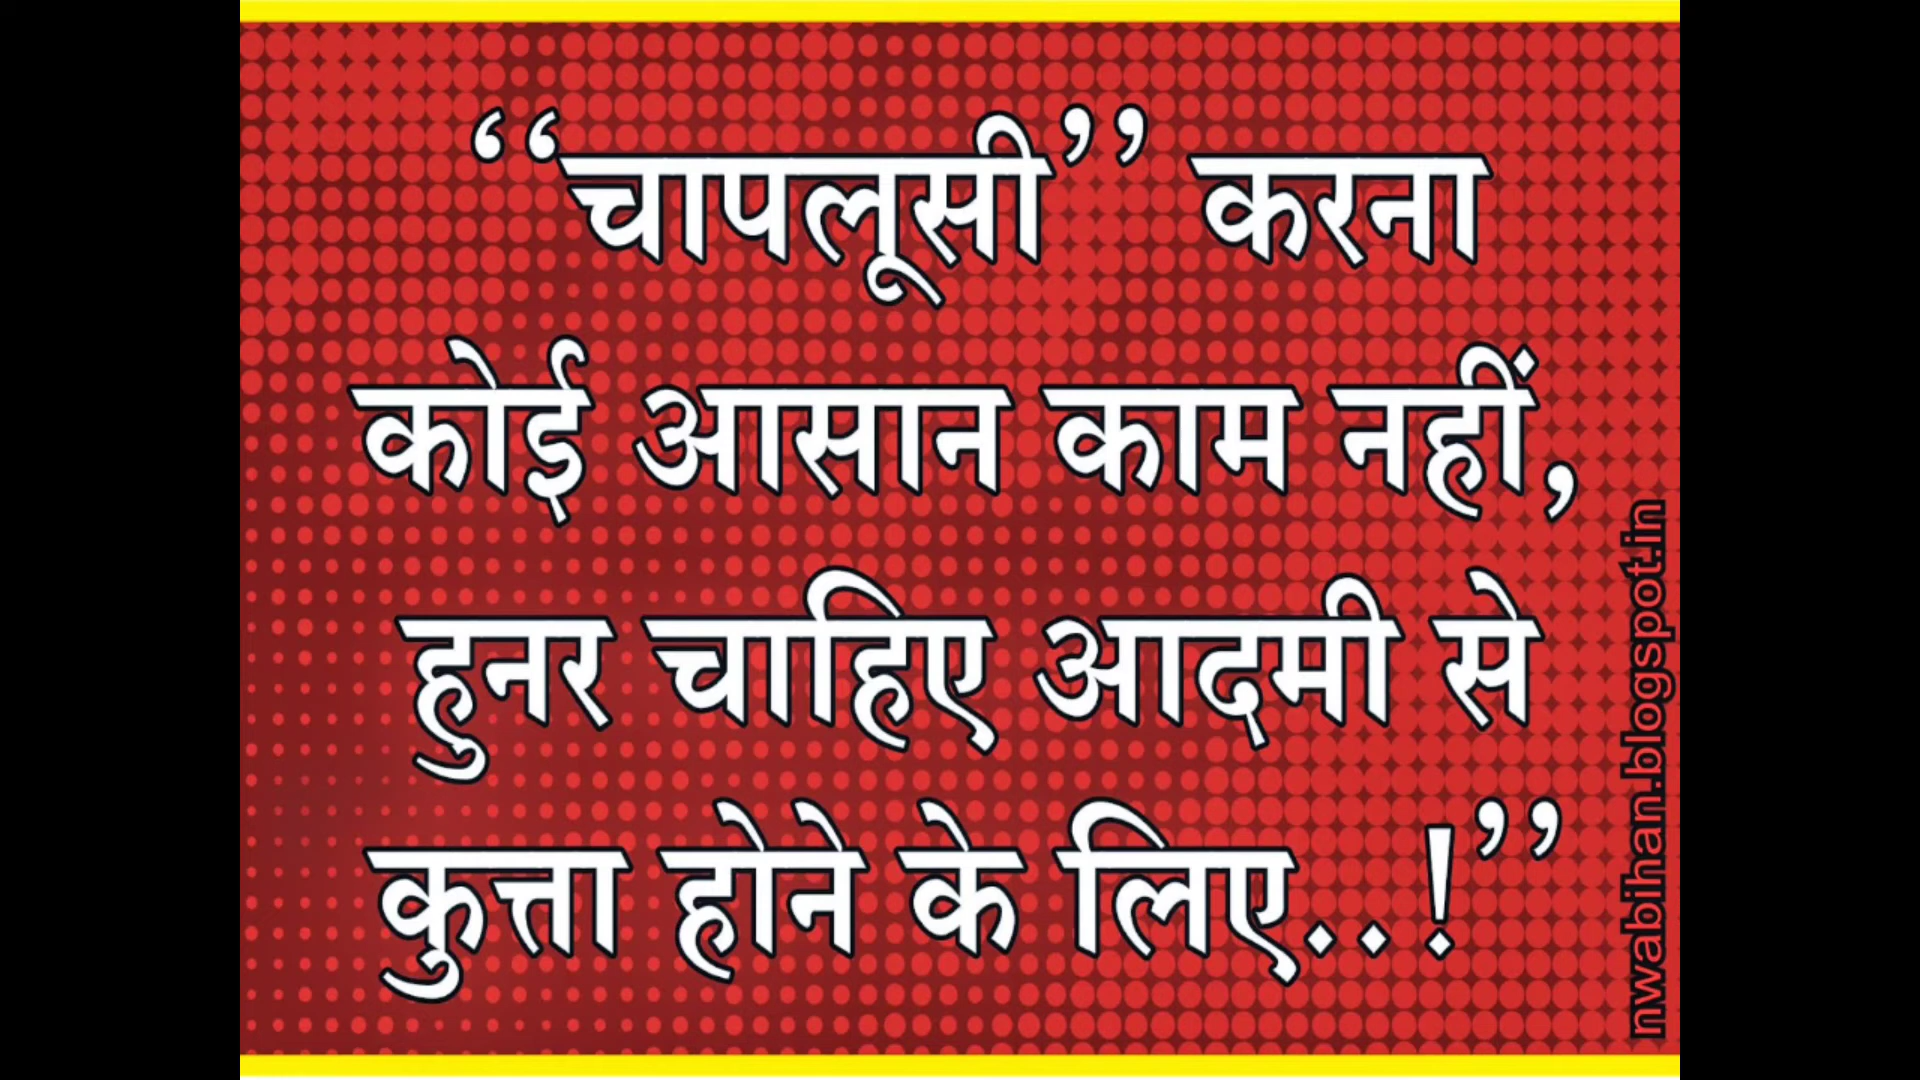 ‘‘चापलूसी’’ करना
कोई आसान काम नहीं,
हुनर चाहिए आदमी से
कुत्ता होने के लिए..!’’
nwabihan.blogspot.in